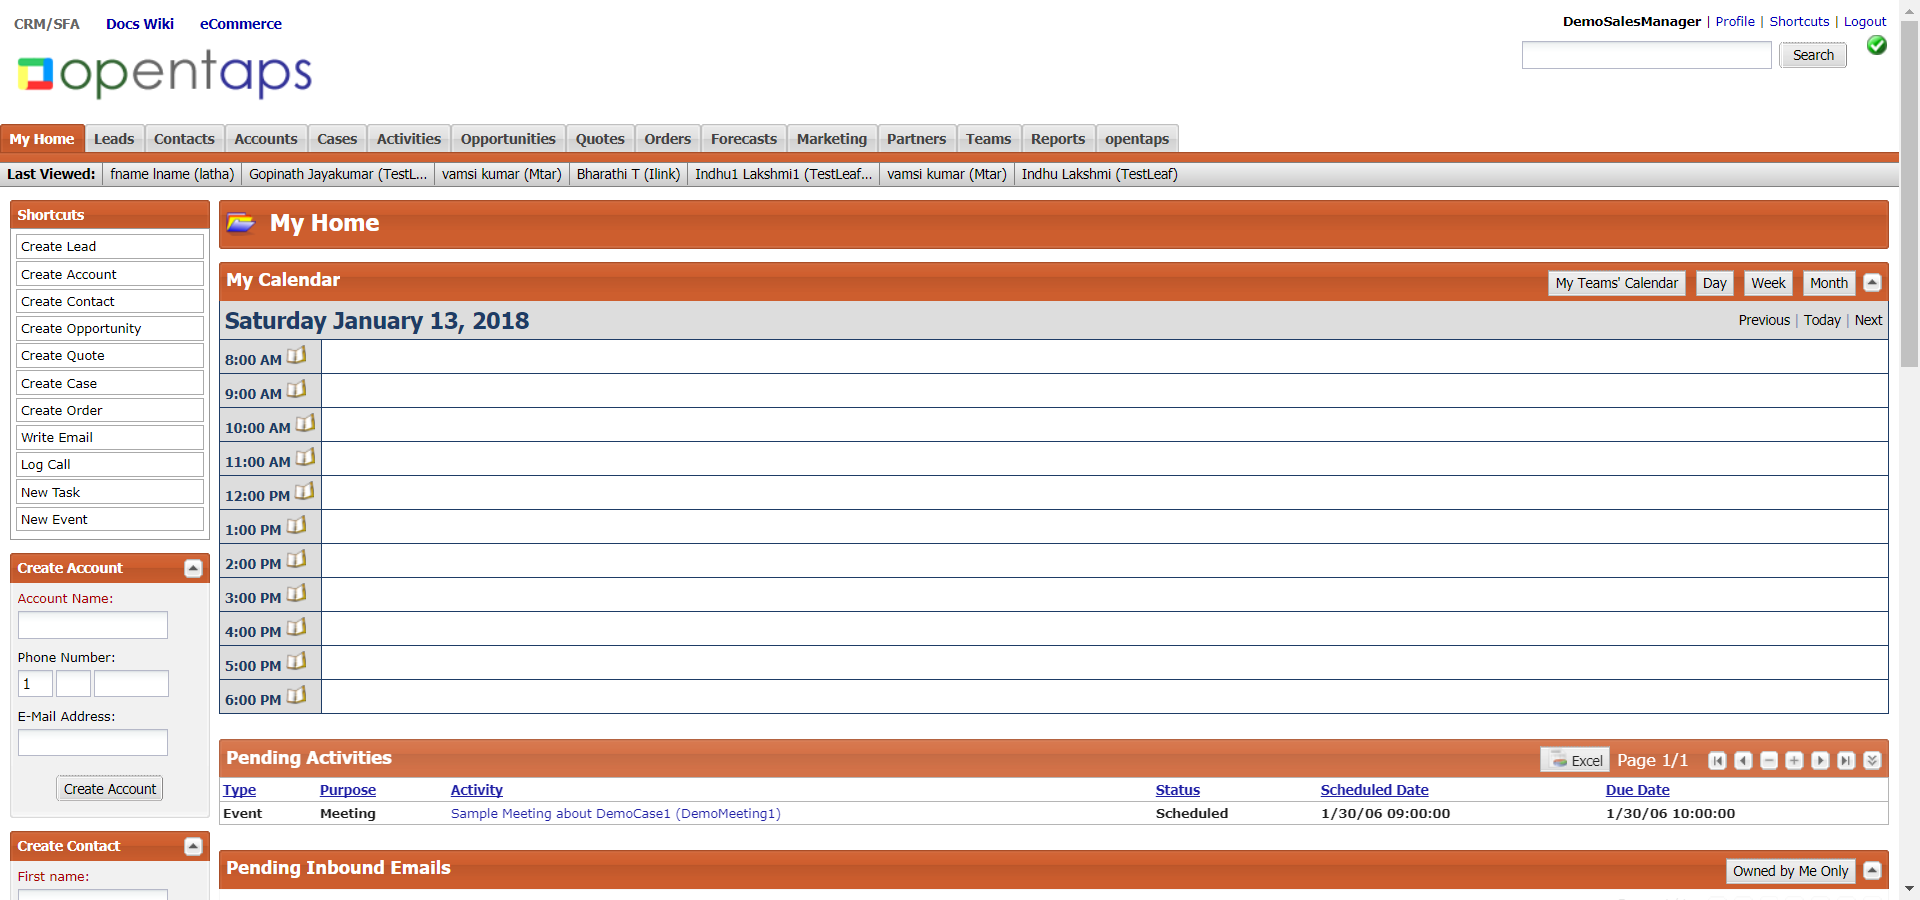 CRM/SFA Docs Wiki eCommerce
DemoSalesManager | Profile | Shortcuts | Logout
opentaps
Search
My Home Leads Contacts Accounts Cases Activities Opportunities Quotes Orders Forecasts Marketing Partners Teams Reports opentaps
Last Viewed: fname lname (latha) Gopinath Jayakumar (TestL... vamsi kumar (Mtar) Bharathi T (Ilink) Indhu1 Lakshmi1 (TestLeaf... vamsi kumar (Mtar) Indhu Lakshmi (TestLeaf)
Shortcuts
Create Lead
Create Account
Create Contact
Create Opportunity
Create Quote
Create Case
Create Order
Write Email
Log Call
New Task
New Event
Create Account
Account Name:
Phone Number:
1
E-Mail Address:
Create Account
Create Contact
First name:
My Home
My Calendar
My Teams' Calendar Day Week Month
Saturday January 13, 2018
Previous | Today | Next
8:00 AM
9:00 AM
10:00 AM
11:00 AM
12:00 PM
1:00 PM
2:00 PM
3:00 PM
4:00 PM
5:00 PM
6:00 PM
Pending Activities
Excel Page 1/1
Type Purpose Activity Status Scheduled Date Due Date
Event Meeting Sample Meeting about DemoCase1 (DemoMeeting1) Scheduled 1/30/06 09:00:00 1/30/06 10:00:00
Pending Inbound Emails
Owned by Me Only